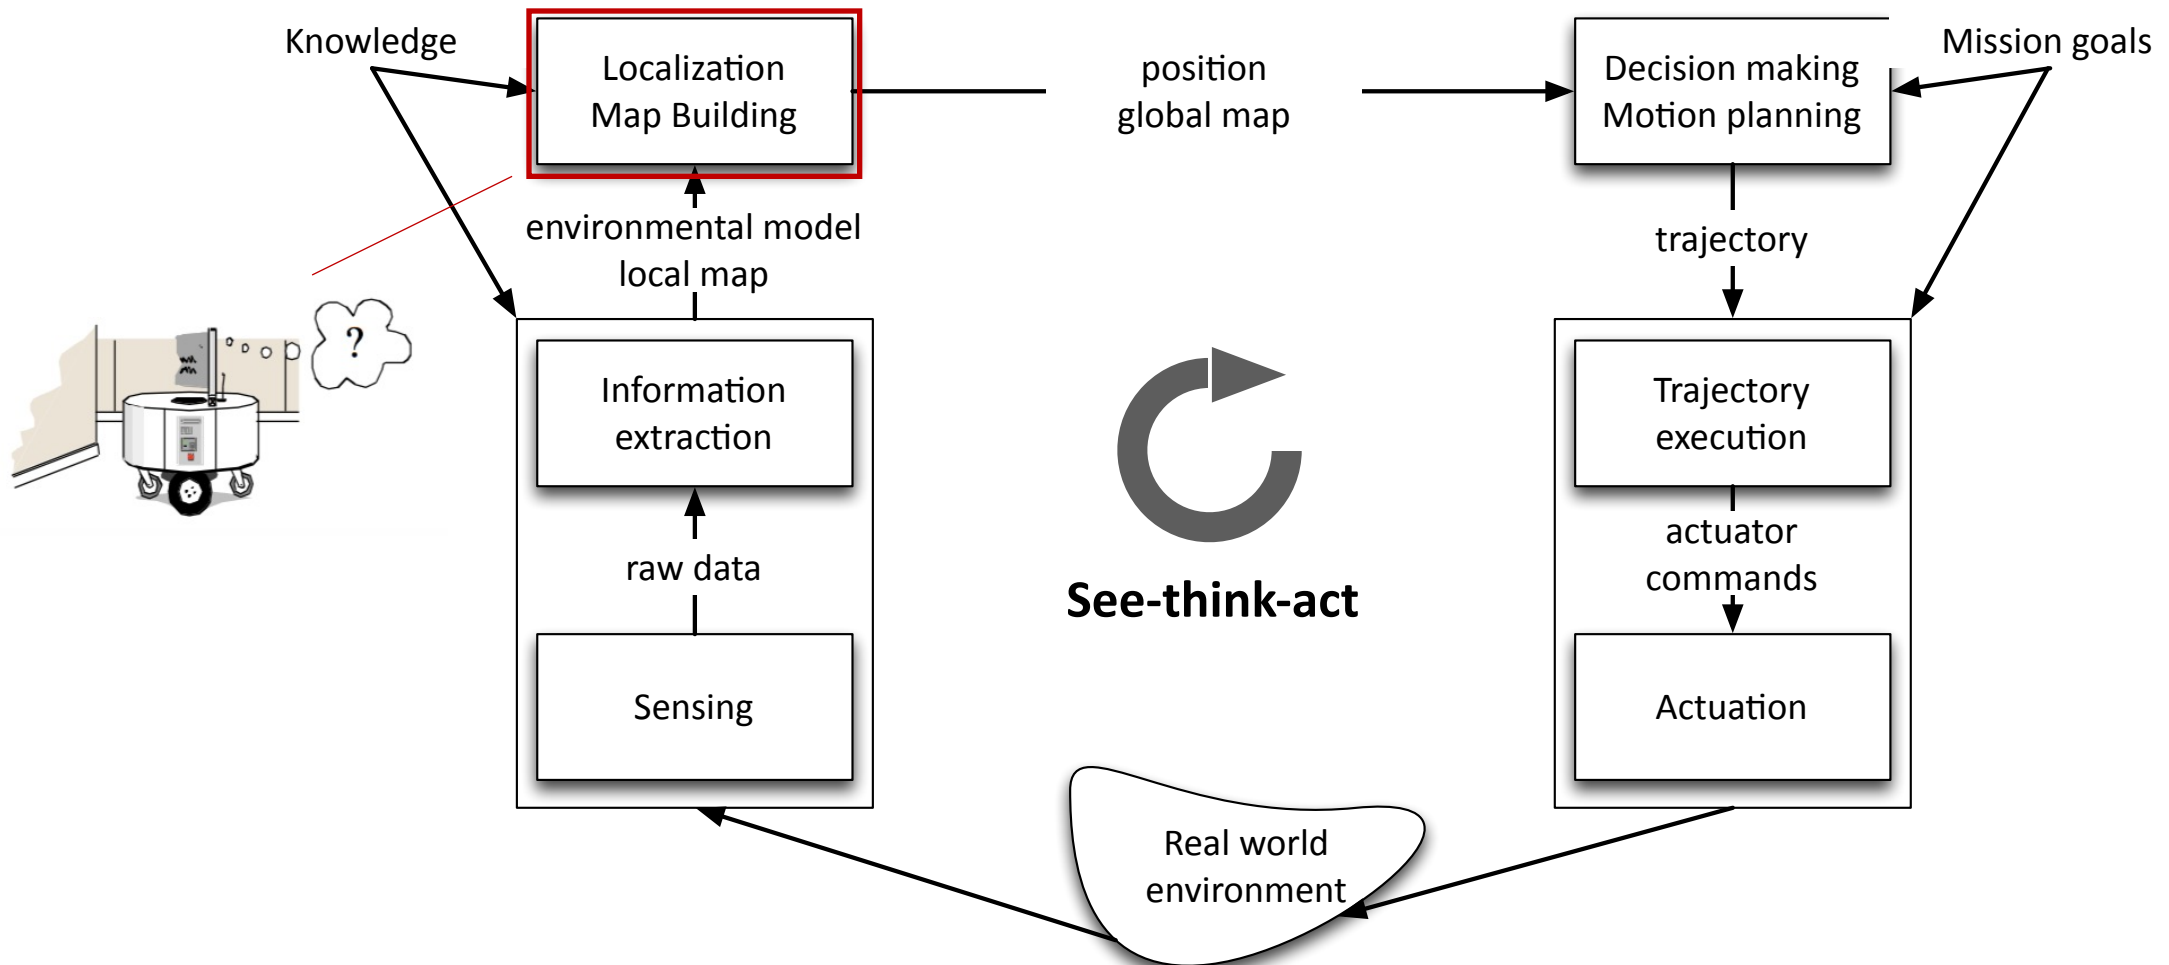 Knowledge
Localization
Map Building
position
global map
Decision making
Motion planning
Mission goals
environmental model
local map
trajectory
?
Information
extraction
Trajectory
execution
raw data
actuator
commands
See-think-act
Sensing
Actuation
Real world
environment